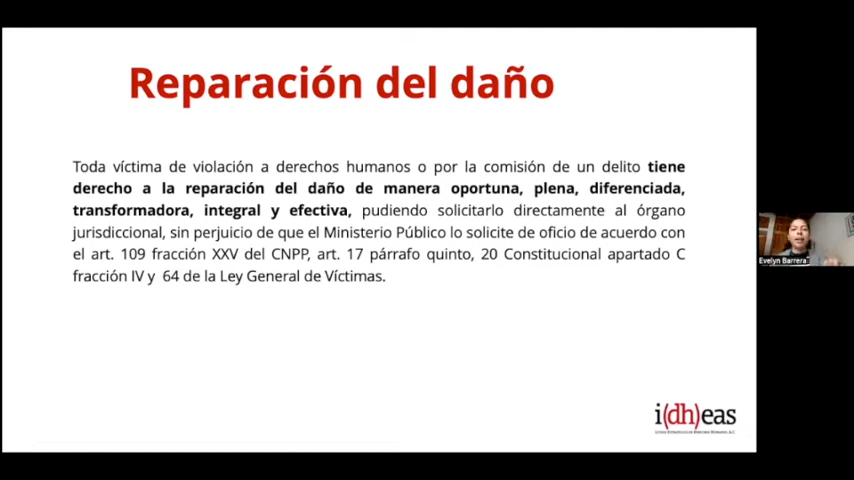 Reparación del daño
Toda víctima de violación a derechos humanos o por la comisión de un delito tiene
derecho a la reparación del daño de manera oportuna, plena, diferenciada,
transformadora, integral y efectiva, pudiendo solicitarlo directamente al órgano
jurisdiccional, sin perjuicio de que el Ministerio Público lo solicite de oficio de acuerdo con
el art. 109 fracción XXV del CNPP, art. 17 párrafo quinto, 20 Constitucional apartado C
fracción IV y 64 de la Ley General de Víctimas.
Evelyn Barrera
i(dh)eas